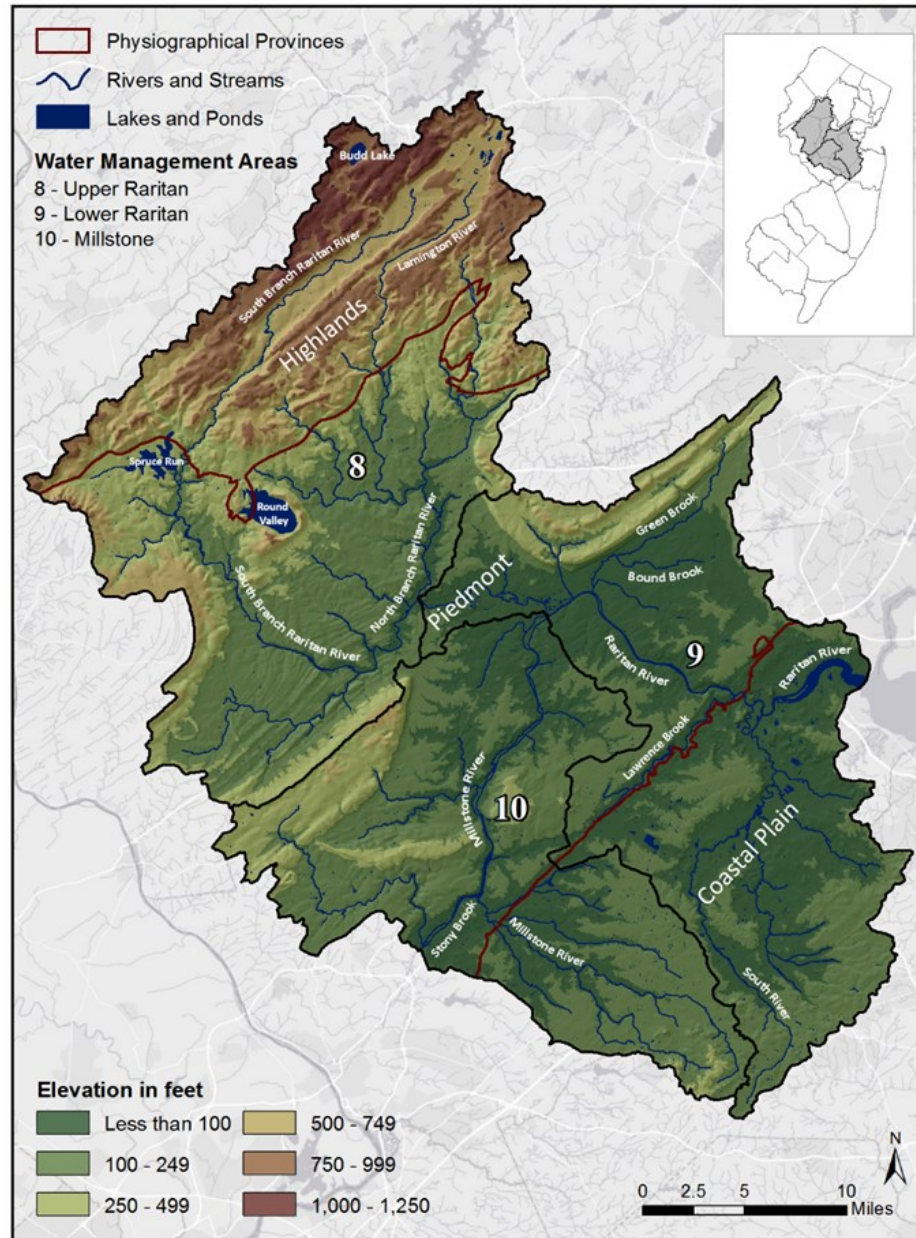 Physiographical Provinces
Rivers and Streams
Lakes and Ponds
Water Management Areas
8 - Upper Raritan
9 - Lower Raritan
10 - Millstone
Budd Lake
South Branch Raritan River
Lamington River
Highlands
Spruce Run
8
Round
Valley
North Branch Raritan River
South Branch Raritan River
Piedmont
Green Brook
Bound Brook
Raritan River
9
Raritan River
Lawrence Brook
Millstone River
10
Coastal Plain
Stony Brook
Millstone River
South River
Elevation in feet
Less than 100
100 - 249
250 - 499
500 - 749
750 - 999
1,000 - 1,250
N
0 2.5 5 10
Miles